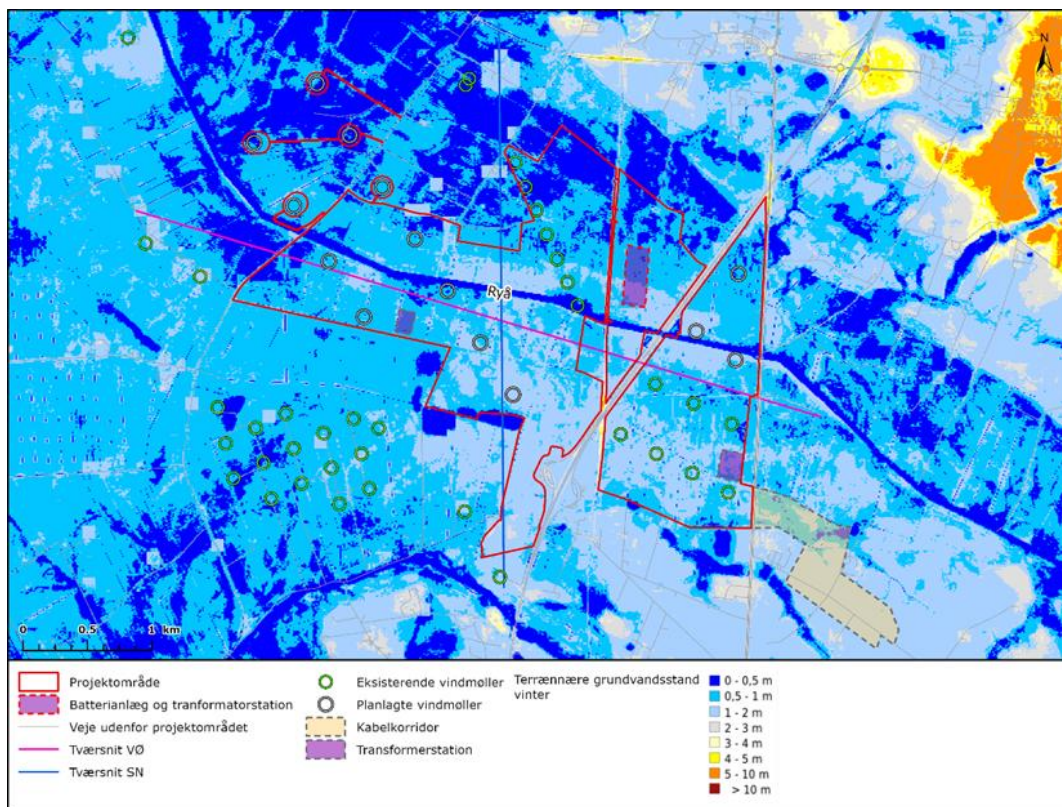 N
Ryå
0 0.5 1 km
Projektområde
Batterianlæg og tranformatorstation
Veje udenfor projektområdet
Tværsnit VØ
Tværsnit SN
Eksisterende vindmøller
Planlagte vindmøller
Kabelkorridor
Transformerstation
Terrænnære grundvandsstand
vinter
0 - 0,5 m
0,5 - 1 m
1 - 2 m
2 - 3 m
3 - 4 m
4 - 5 m
5 - 10 m
> 10 m